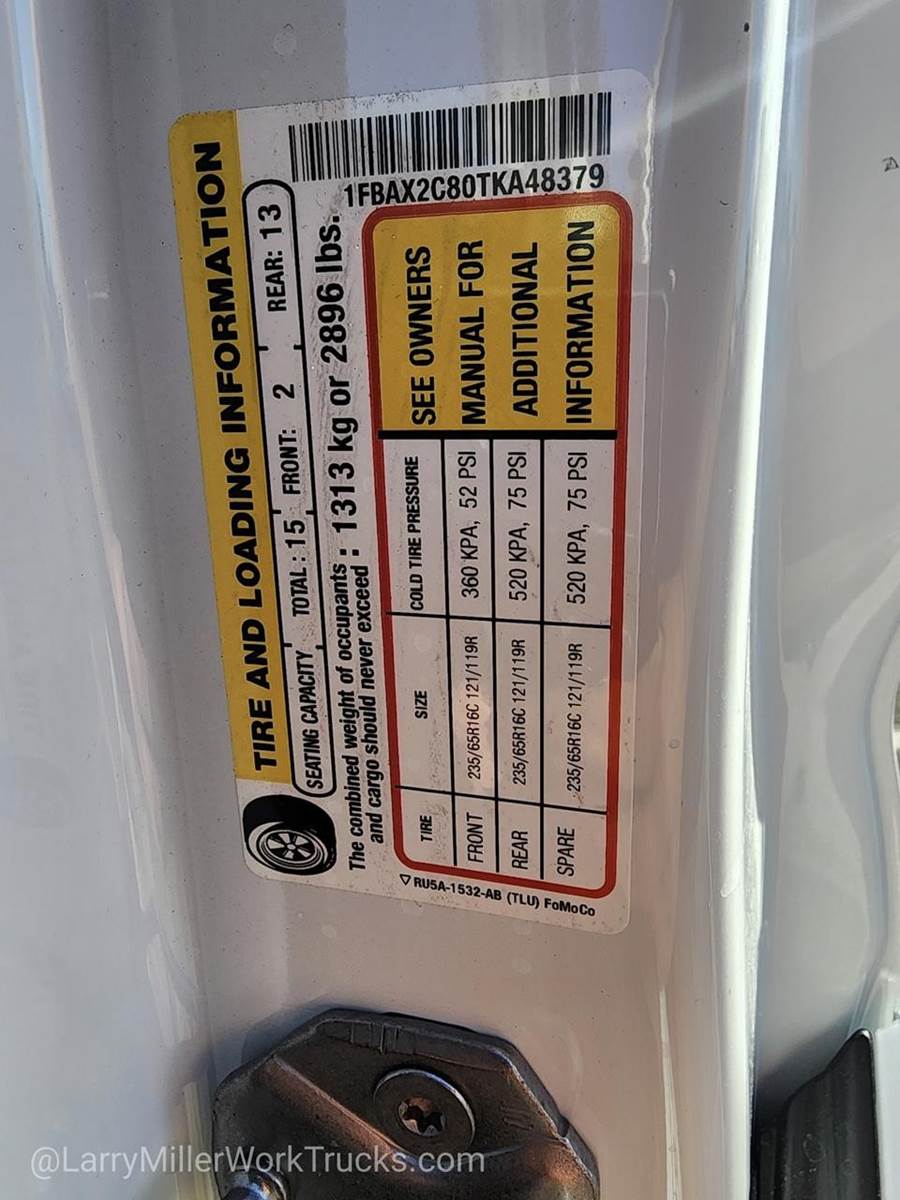 TIRE AND LOADING INFORMATION
SEATING CAPACITY TOTAL : 15 FRONT: 2 REAR: 13
The combined weight of occupants : 1313 kg or 2896 lbs.
and cargo should never exceed
1FBAX2C80TKA48379
TIRE SIZE COLD TIRE PRESSURE
FRONT 235/65R16C 121/119R 360 KPA, 52 PSI
REAR 235/65R16C 121/119R 520 KPA, 75 PSI
SPARE 235/65R16C 121/119R 520 KPA, 75 PSI
SEE OWNERS
MANUAL FOR
ADDITIONAL
INFORMATION
RU5A-1532-AB (TLU) FoMoCo
@LarryMillerWorkTrucks.com